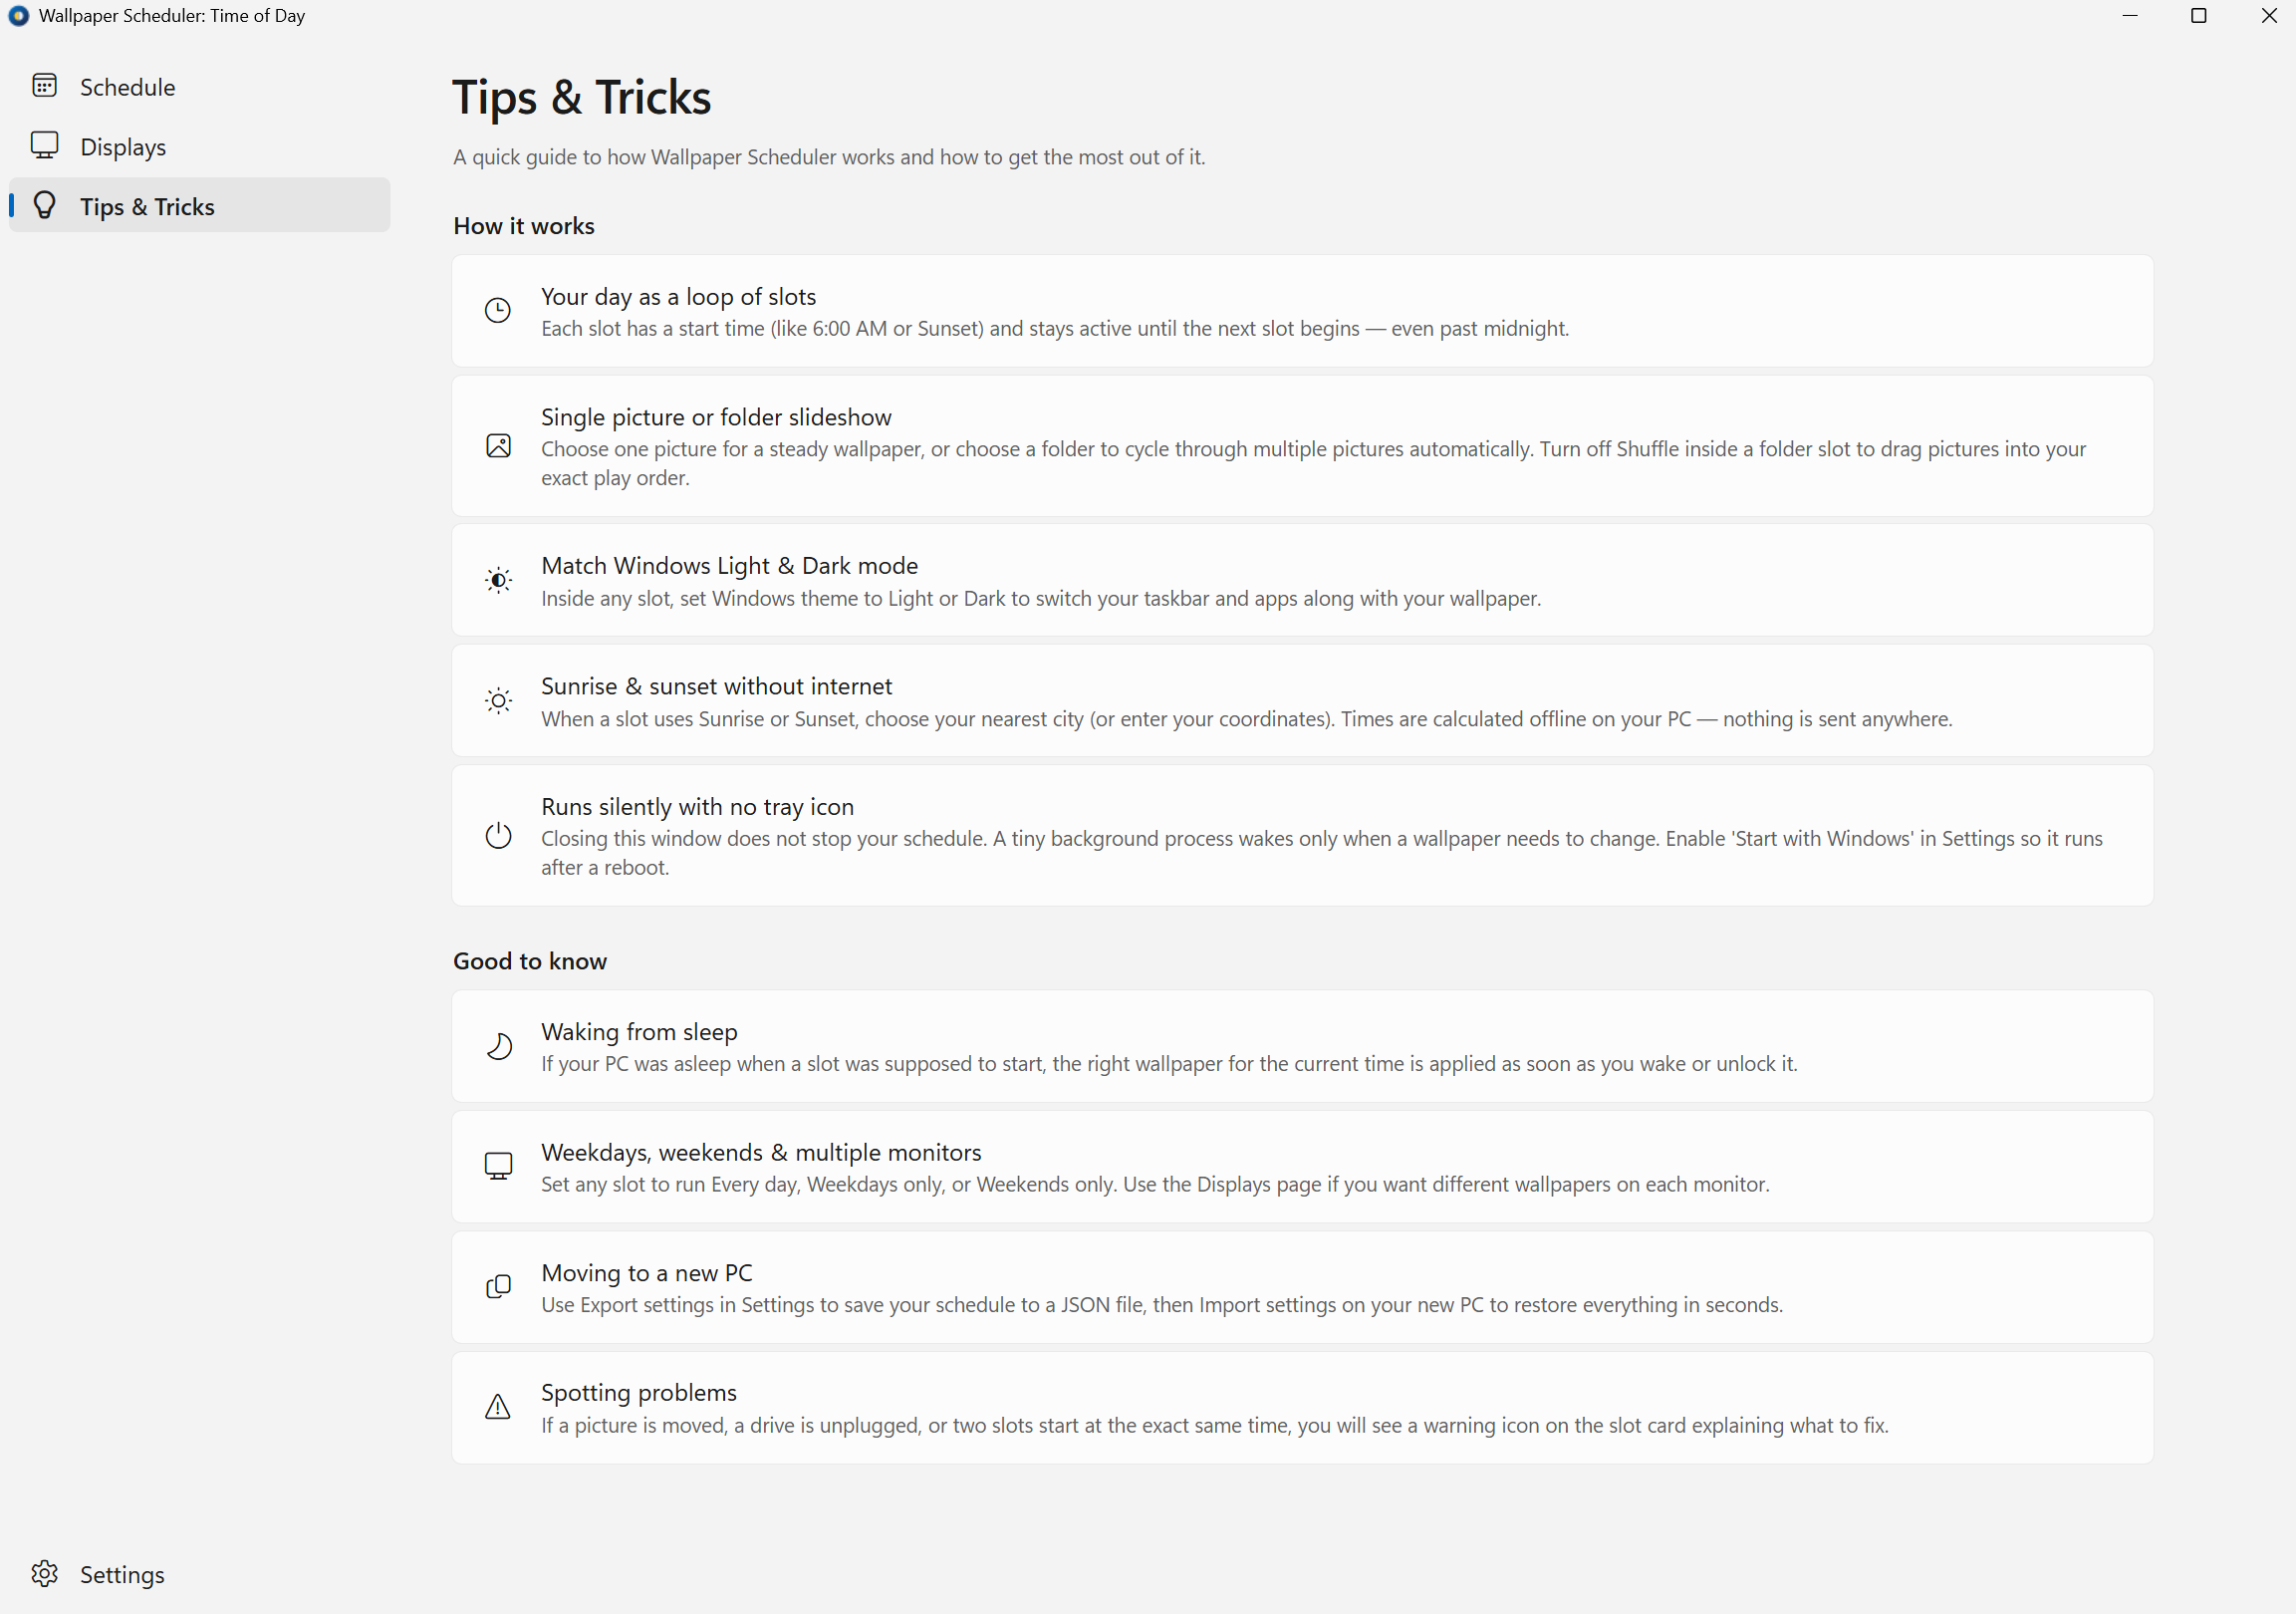 Wallpaper Scheduler: Time of Day
Schedule
Displays
Tips & Tricks
Settings
Tips & Tricks
A quick guide to how Wallpaper Scheduler works and how to get the most out of it.
How it works
Your day as a loop of slots
Each slot has a start time (like 6:00 AM or Sunset) and stays active until the next slot begins — even past midnight.
Single picture or folder slideshow
Choose one picture for a steady wallpaper, or choose a folder to cycle through multiple pictures automatically. Turn off Shuffle inside a folder slot to drag pictures into your
exact play order.
Match Windows Light & Dark mode
Inside any slot, set Windows theme to Light or Dark to switch your taskbar and apps along with your wallpaper.
Sunrise & sunset without internet
When a slot uses Sunrise or Sunset, choose your nearest city (or enter your coordinates). Times are calculated offline on your PC — nothing is sent anywhere.
Runs silently with no tray icon
Closing this window does not stop your schedule. A tiny background process wakes only when a wallpaper needs to change. Enable 'Start with Windows' in Settings so it runs
after a reboot.
Good to know
Waking from sleep
If your PC was asleep when a slot was supposed to start, the right wallpaper for the current time is applied as soon as you wake or unlock it.
Weekdays, weekends & multiple monitors
Set any slot to run Every day, Weekdays only, or Weekends only. Use the Displays page if you want different wallpapers on each monitor.
Moving to a new PC
Use Export settings in Settings to save your schedule to a JSON file, then Import settings on your new PC to restore everything in seconds.
Spotting problems
If a picture is moved, a drive is unplugged, or two slots start at the exact same time, you will see a warning icon on the slot card explaining what to fix.